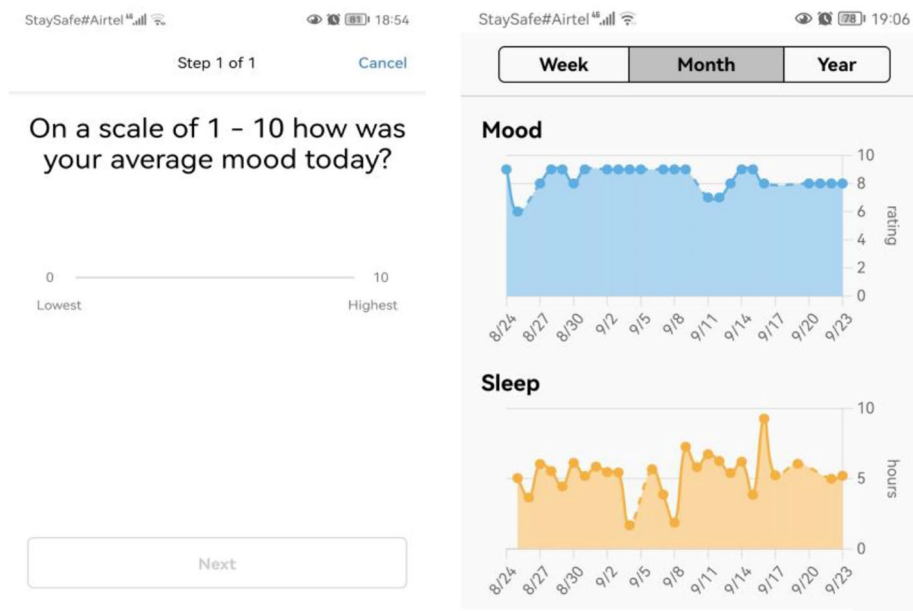 StaySafe#Airtel 4G 81 18:54
Step 1 of 1 Cancel
On a scale of 1 - 10 how was
your average mood today?
0 10
Lowest Highest
Next
StaySafe#Airtel 4G 78 19:06
Week Month Year
Mood
10
8
6
4
2
0
rating
8/24 8/27 8/30 9/2 9/5 9/8 9/11 9/14 9/17 9/20 9/23
Sleep
10
5
0
hours
8/24 8/27 8/30 9/2 9/5 9/8 9/11 9/14 9/17 9/20 9/23